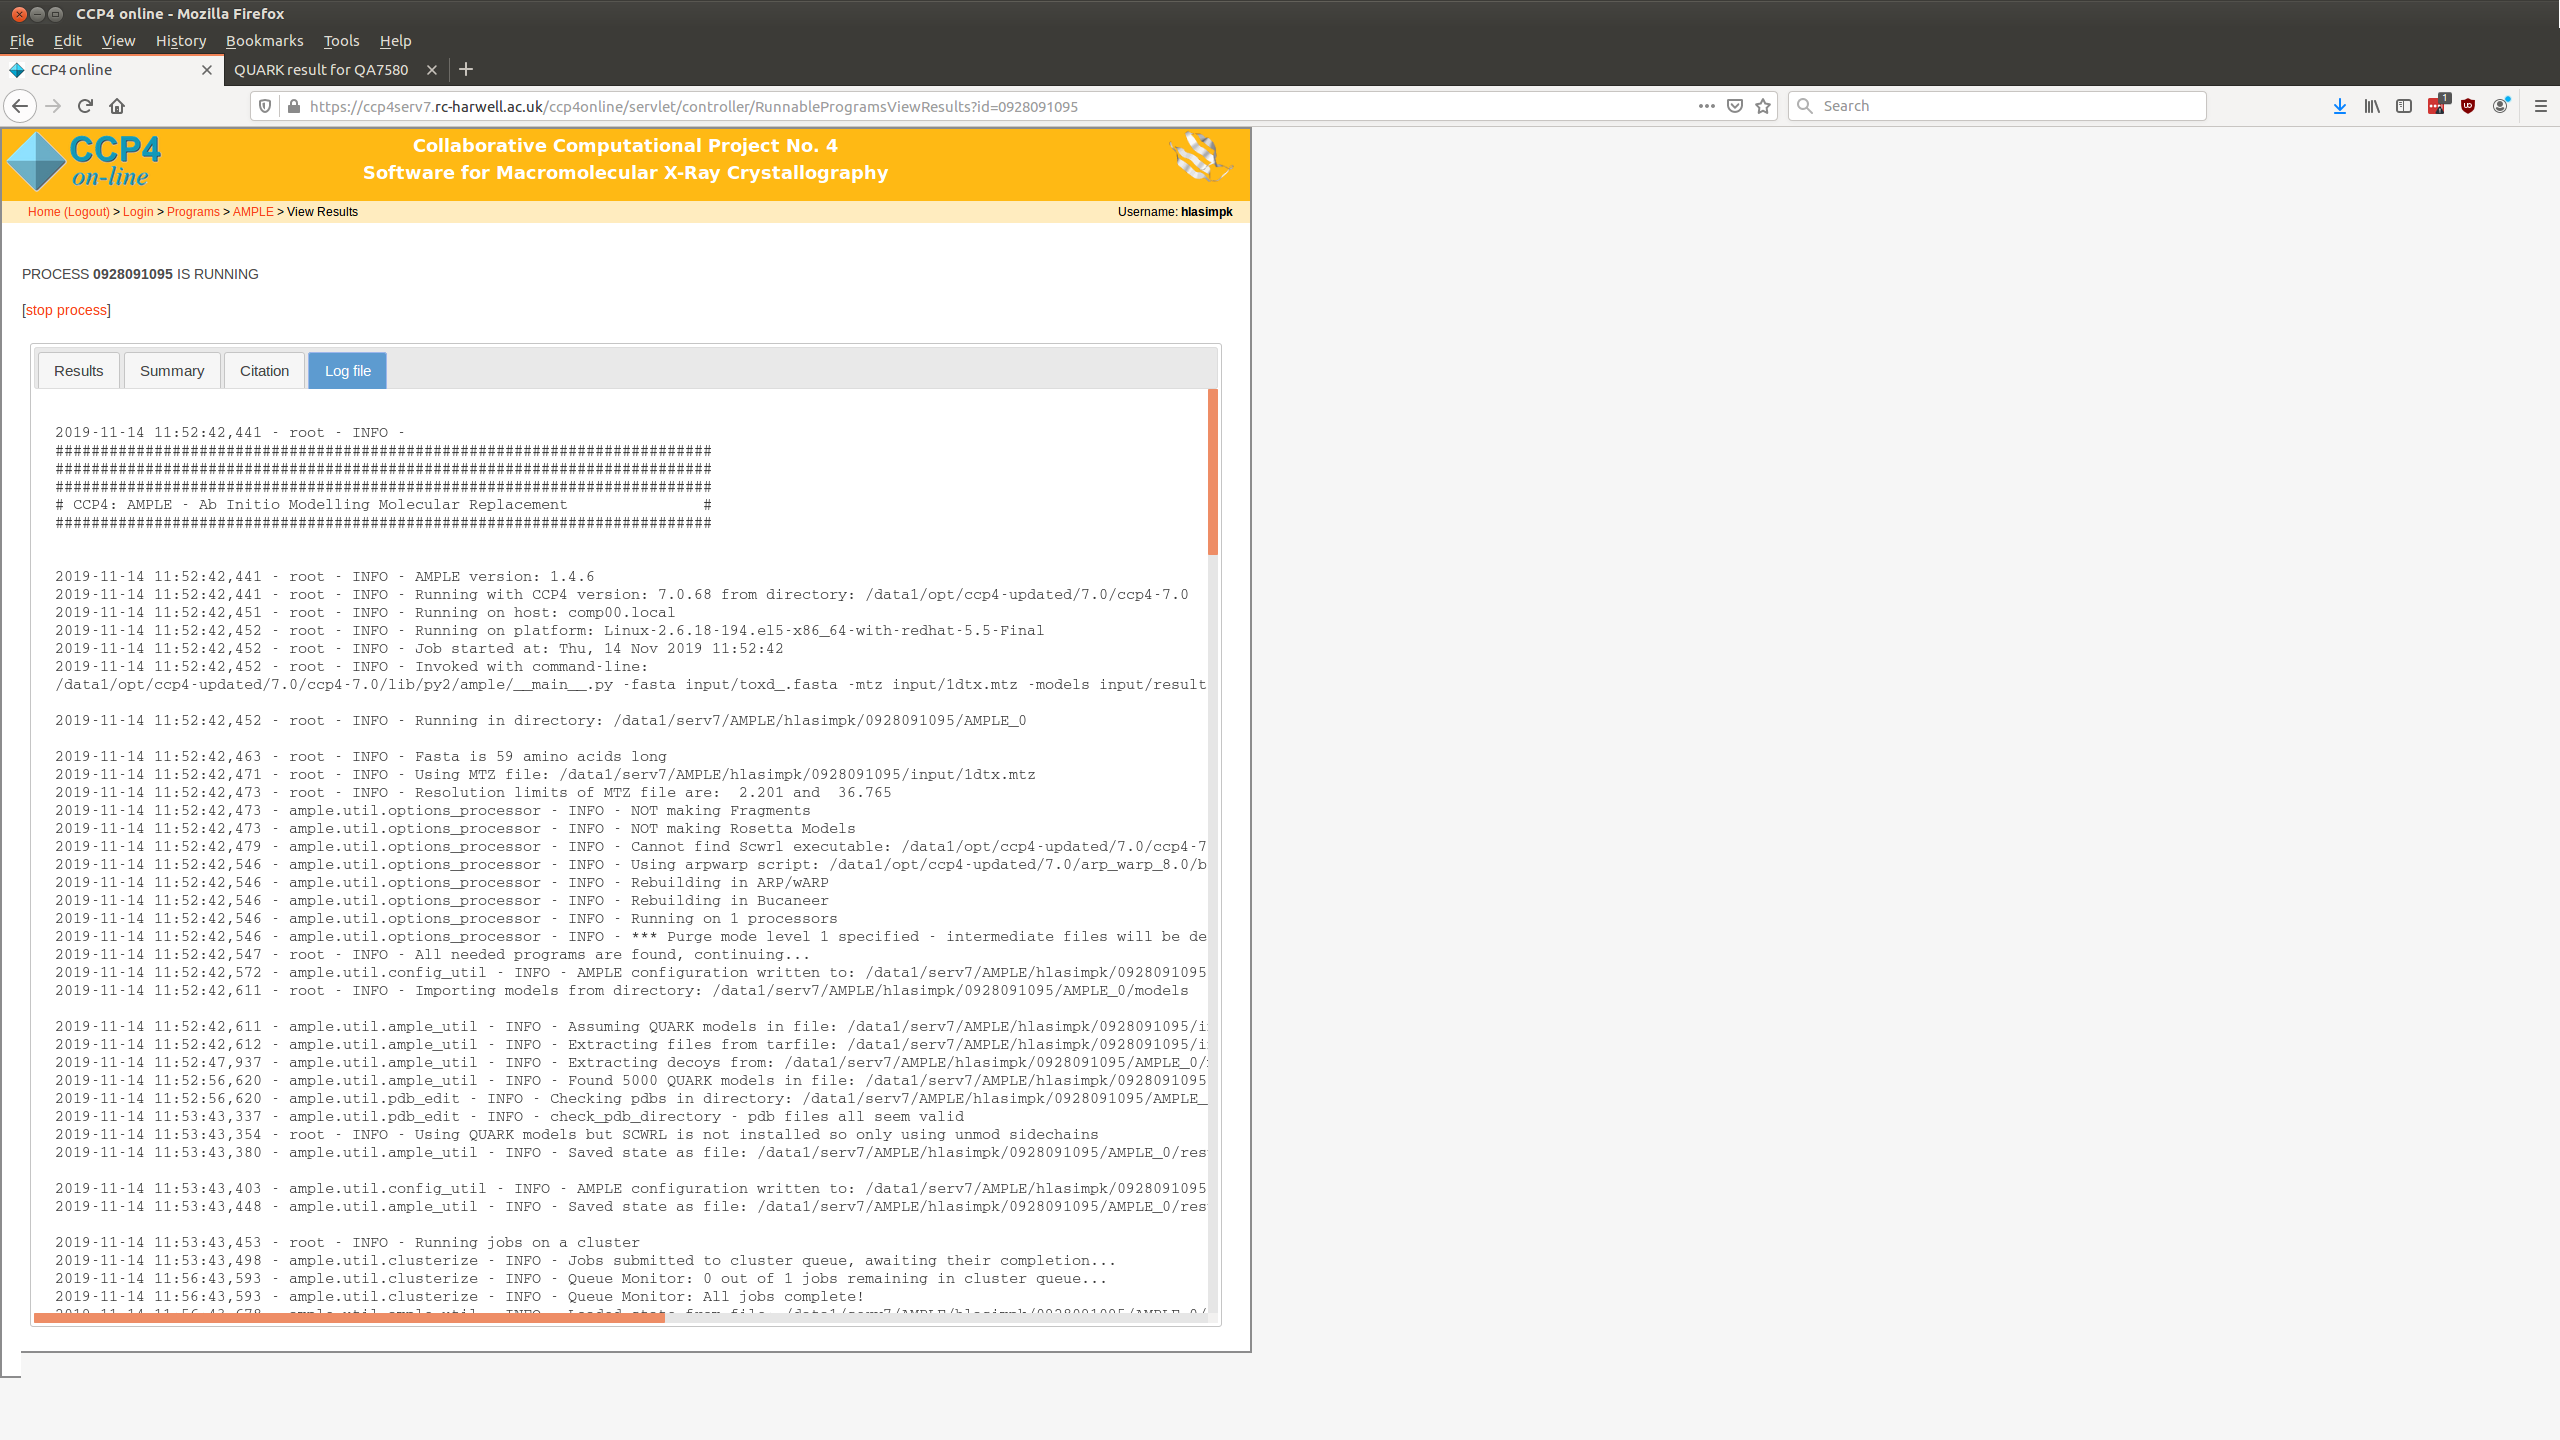 CCP4 online - Mozilla Firefox
File Edit View History Bookmarks Tools Help
CCP4 online QUARK result for QA7580
https://ccp4serv7.rc-harwell.ac.uk/ccp4online/servlet/controller/RunnableProgramsViewResults?id=0928091095 Search 1
CCP4 on-line
Collaborative Computational Project No. 4
Software for Macromolecular X-Ray Crystallography
Home (Logout) > Login > Programs > AMPLE > View Results Username: hlasimpk
PROCESS 0928091095 IS RUNNING
[stop process]
Results Summary Citation Log file
2019-11-14 11:52:42,441 - root - INFO -
#########################################################################
#########################################################################
#########################################################################
# CCP4: AMPLE - Ab Initio Modelling Molecular Replacement               #
#########################################################################
2019-11-14 11:52:42,441 - root - INFO - AMPLE version: 1.4.6
2019-11-14 11:52:42,441 - root - INFO - Running with CCP4 version: 7.0.68 from directory: /data1/opt/ccp4-updated/7.0/ccp4-7.0
2019-11-14 11:52:42,451 - root - INFO - Running on host: comp00.local
2019-11-14 11:52:42,452 - root - INFO - Running on platform: Linux-2.6.18-194.el5-x86_64-with-redhat-5.5-Final
2019-11-14 11:52:42,452 - root - INFO - Job started at: Thu, 14 Nov 2019 11:52:42
2019-11-14 11:52:42,452 - root - INFO - Invoked with command-line:
/data1/opt/ccp4-updated/7.0/ccp4-7.0/lib/py2/ample/__main__.py -fasta input/toxd_.fasta -mtz input/1dtx.mtz -models input/result
2019-11-14 11:52:42,452 - root - INFO - Running in directory: /data1/serv7/AMPLE/hlasimpk/0928091095/AMPLE_0
2019-11-14 11:52:42,463 - root - INFO - Fasta is 59 amino acids long
2019-11-14 11:52:42,471 - root - INFO - Using MTZ file: /data1/serv7/AMPLE/hlasimpk/0928091095/input/1dtx.mtz
2019-11-14 11:52:42,473 - root - INFO - Resolution limits of MTZ file are:  2.201 and  36.765
2019-11-14 11:52:42,473 - ample.util.options_processor - INFO - NOT making Fragments
2019-11-14 11:52:42,473 - ample.util.options_processor - INFO - NOT making Rosetta Models
2019-11-14 11:52:42,479 - ample.util.options_processor - INFO - Cannot find Scwrl executable: /data1/opt/ccp4-updated/7.0/ccp4-7
2019-11-14 11:52:42,546 - ample.util.options_processor - INFO - Using arpwarp script: /data1/opt/ccp4-updated/7.0/arp_warp_8.0/b
2019-11-14 11:52:42,546 - ample.util.options_processor - INFO - Rebuilding in ARP/wARP
2019-11-14 11:52:42,546 - ample.util.options_processor - INFO - Rebuilding in Bucaneer
2019-11-14 11:52:42,546 - ample.util.options_processor - INFO - Running on 1 processors
2019-11-14 11:52:42,546 - ample.util.options_processor - INFO - *** Purge mode level 1 specified - intermediate files will be de
2019-11-14 11:52:42,547 - root - INFO - All needed programs are found, continuing...
2019-11-14 11:52:42,572 - ample.util.config_util - INFO - AMPLE configuration written to: /data1/serv7/AMPLE/hlasimpk/0928091095
2019-11-14 11:52:42,611 - root - INFO - Importing models from directory: /data1/serv7/AMPLE/hlasimpk/0928091095/AMPLE_0/models
2019-11-14 11:52:42,611 - ample.util.ample_util - INFO - Assuming QUARK models in file: /data1/serv7/AMPLE/hlasimpk/0928091095/i
2019-11-14 11:52:42,612 - ample.util.ample_util - INFO - Extracting files from tarfile: /data1/serv7/AMPLE/hlasimpk/0928091095/i
2019-11-14 11:52:47,937 - ample.util.ample_util - INFO - Extracting decoys from: /data1/serv7/AMPLE/hlasimpk/0928091095/AMPLE_0/
2019-11-14 11:52:56,620 - ample.util.ample_util - INFO - Found 5000 QUARK models in file: /data1/serv7/AMPLE/hlasimpk/0928091095
2019-11-14 11:52:56,620 - ample.util.pdb_edit - INFO - Checking pdbs in directory: /data1/serv7/AMPLE/hlasimpk/0928091095/AMPLE_
2019-11-14 11:53:43,337 - ample.util.pdb_edit - INFO - check_pdb_directory - pdb files all seem valid
2019-11-14 11:53:43,354 - root - INFO - Using QUARK models but SCWRL is not installed so only using unmod sidechains
2019-11-14 11:53:43,380 - ample.util.ample_util - INFO - Saved state as file: /data1/serv7/AMPLE/hlasimpk/0928091095/AMPLE_0/res
2019-11-14 11:53:43,403 - ample.util.config_util - INFO - AMPLE configuration written to: /data1/serv7/AMPLE/hlasimpk/0928091095
2019-11-14 11:53:43,448 - ample.util.ample_util - INFO - Saved state as file: /data1/serv7/AMPLE/hlasimpk/0928091095/AMPLE_0/res
2019-11-14 11:53:43,453 - root - INFO - Running jobs on a cluster
2019-11-14 11:53:43,498 - ample.util.clusterize - INFO - Jobs submitted to cluster queue, awaiting their completion...
2019-11-14 11:56:43,593 - ample.util.clusterize - INFO - Queue Monitor: 0 out of 1 jobs remaining in cluster queue...
2019-11-14 11:56:43,593 - ample.util.clusterize - INFO - Queue Monitor: All jobs complete!
2019-11-14 11:56:43,678 - ample.util.ample_util - INFO - Loaded state from file: /data1/serv7/AMPLE/hlasimpk/0928091095/AMPLE_0/